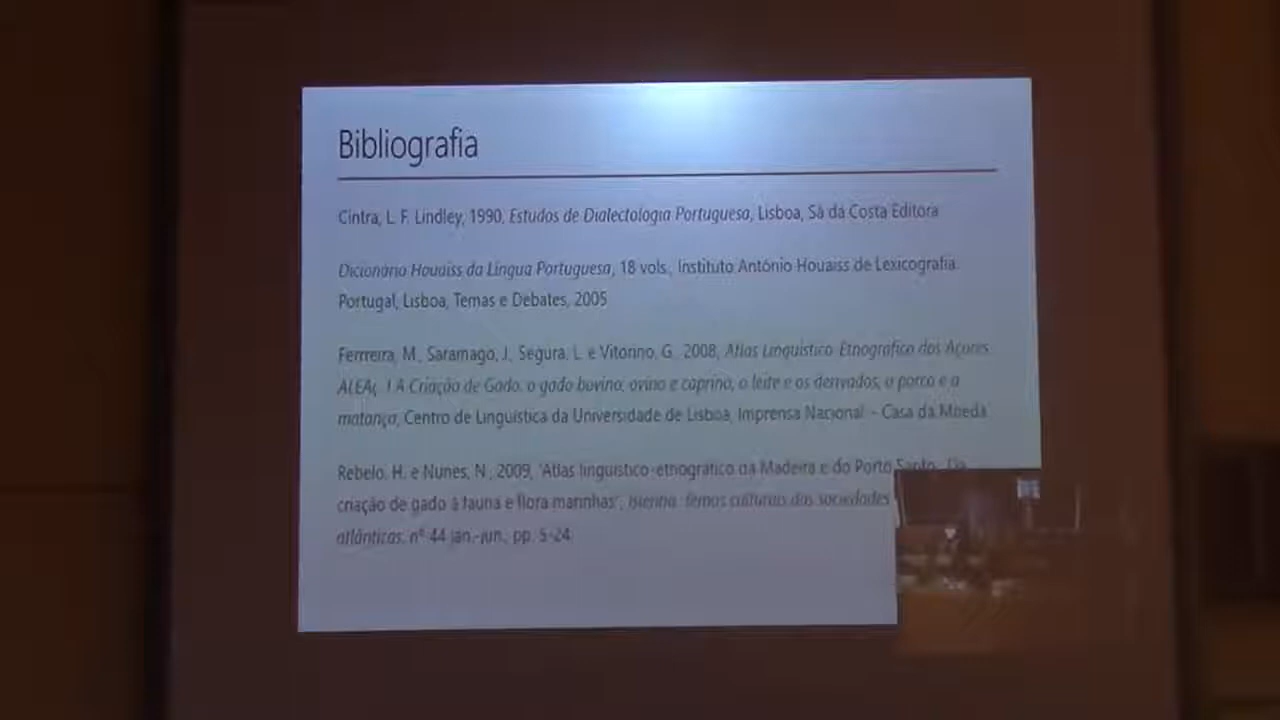 Bibliografia
Cintra, L. F. Lindley, 1990, Estudos de Dialectologia Portuguesa, Lisboa, Sá da Costa Editora
Dicionário Houaiss da Língua Portuguesa, 18 vols., Instituto António Houaiss de Lexicografia
Portugal, Lisboa, Temas e Debates, 2005
Ferrreira, M., Saramago, J., Segura, L. e Vitorino, G., 2008, Atlas Linguístico-Etnográfico dos Açores
ALEAç. I A Criação de Gado. o gado bovino, ovino e caprino, o leite e os derivados, o porco e a
matança, Centro de Linguística da Universidade de Lisboa, Imprensa Nacional – Casa da Moeda
Rebelo, H. e Nunes, N., 2009, 'Atlas linguístico-etnográfico da Madeira e do Porto Santo. Da
criação de gado à fauna e flora marinhas', Islenha: temas culturais das sociedades
atlânticas, nº 44 jan.-jun., pp. 5-24